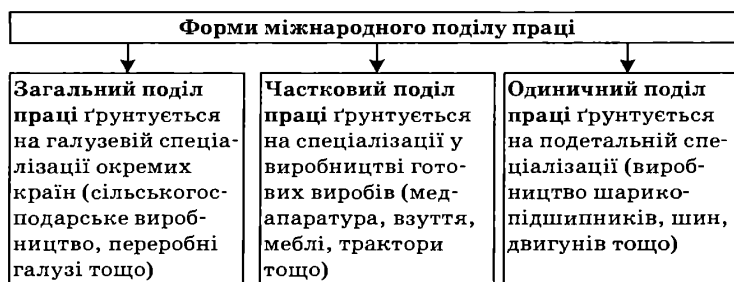 Форми міжнародного поділу праці
Загальний поділ
праці ґрунтується
на галузевій спеціа-
лізації окремих
країн (сільськогос-
подарське вироб-
ництво, переробні
галузі тощо)
Частковий поділ
праці ґрунтується
на спеціалізації у
виробництві гото-
вих виробів (мед-
апаратура, взуття,
меблі, трактори
тощо)
Одиничний поділ
праці ґрунтується
на подетальній спе-
ціалізації (вироб-
ництво шарико-
підшипників, шин,
двигунів тощо)